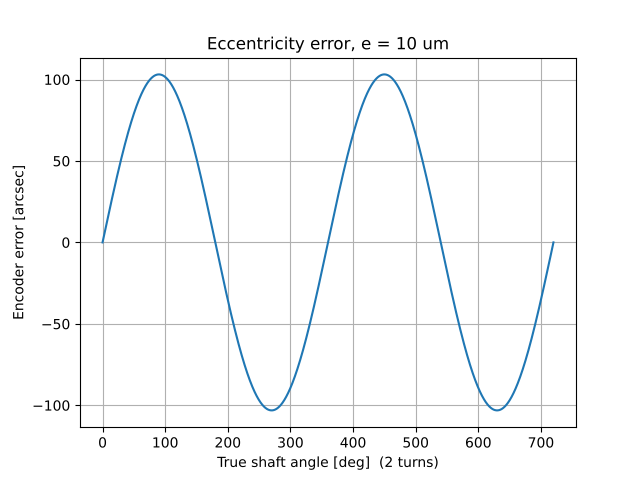 Eccentricity error, e = 10 um
Encoder error [arcsec]
100
50
0
−50
−100
0 100 200 300 400 500 600 700
True shaft angle [deg]  (2 turns)